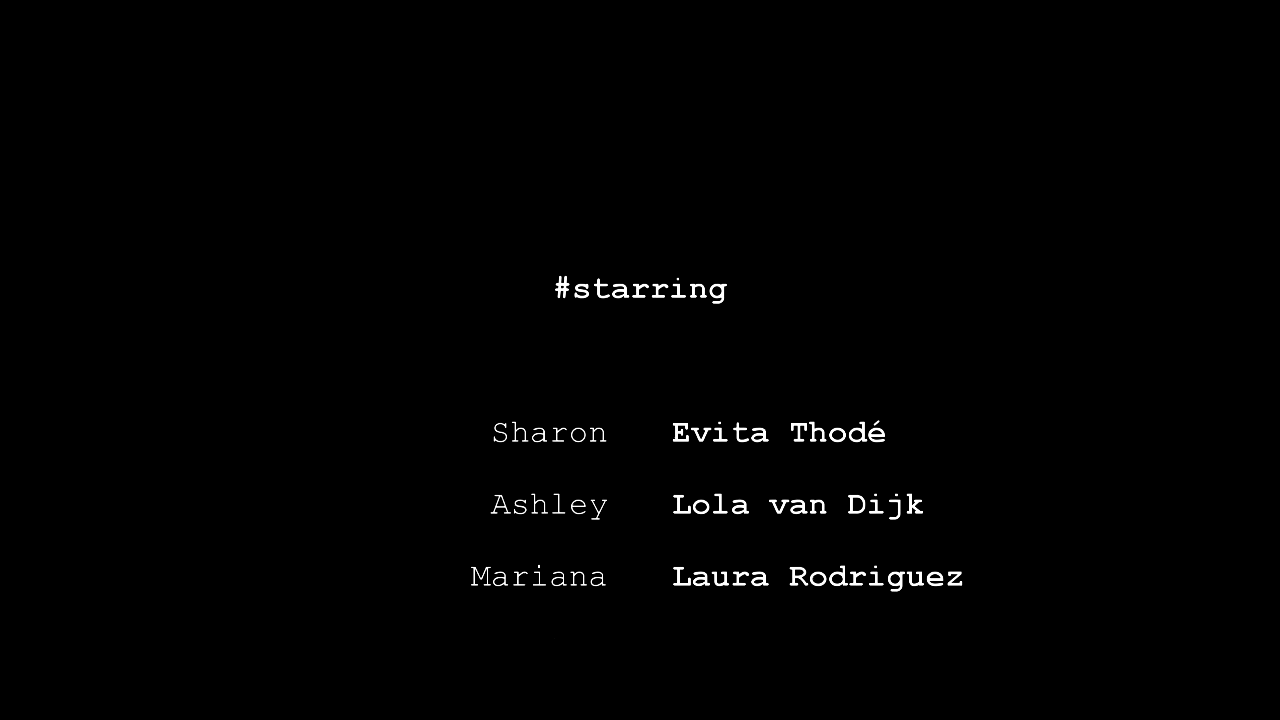 #starring
Sharon Evita Thodé
Ashley Lola van Dijk
Mariana Laura Rodriguez